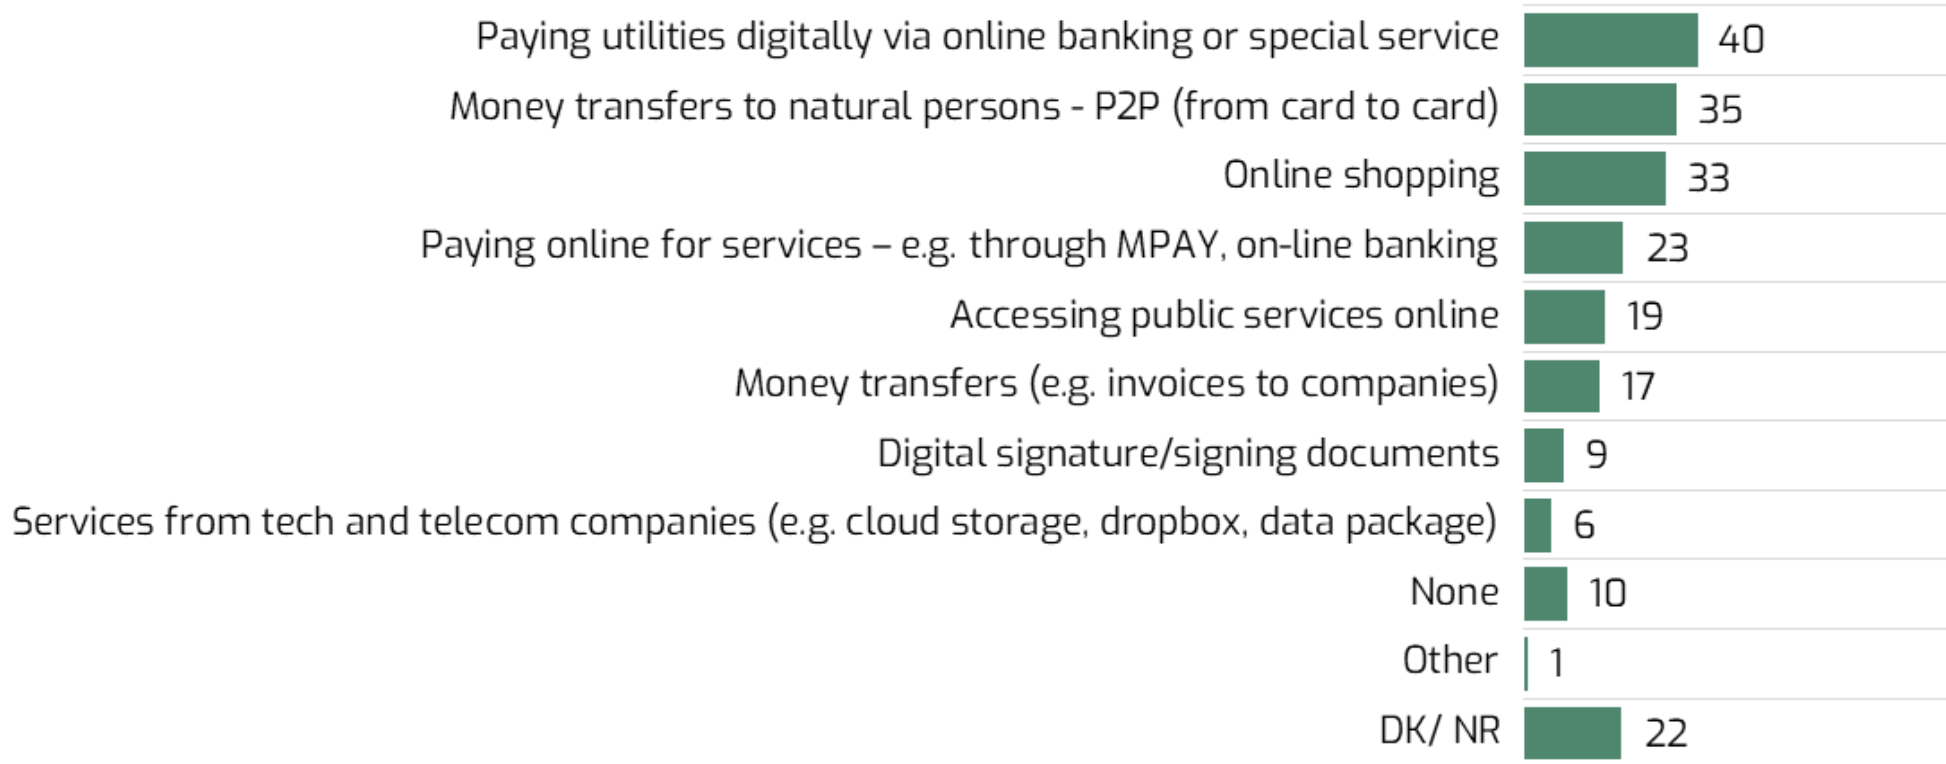 Paying utilities digitally via online banking or special service 40
Money transfers to natural persons - P2P (from card to card) 35
Online shopping 33
Paying online for services – e.g. through MPAY, on-line banking 23
Accessing public services online 19
Money transfers (e.g. invoices to companies) 17
Digital signature/signing documents 9
Services from tech and telecom companies (e.g. cloud storage, dropbox, data package) 6
None 10
Other 1
DK/ NR 22